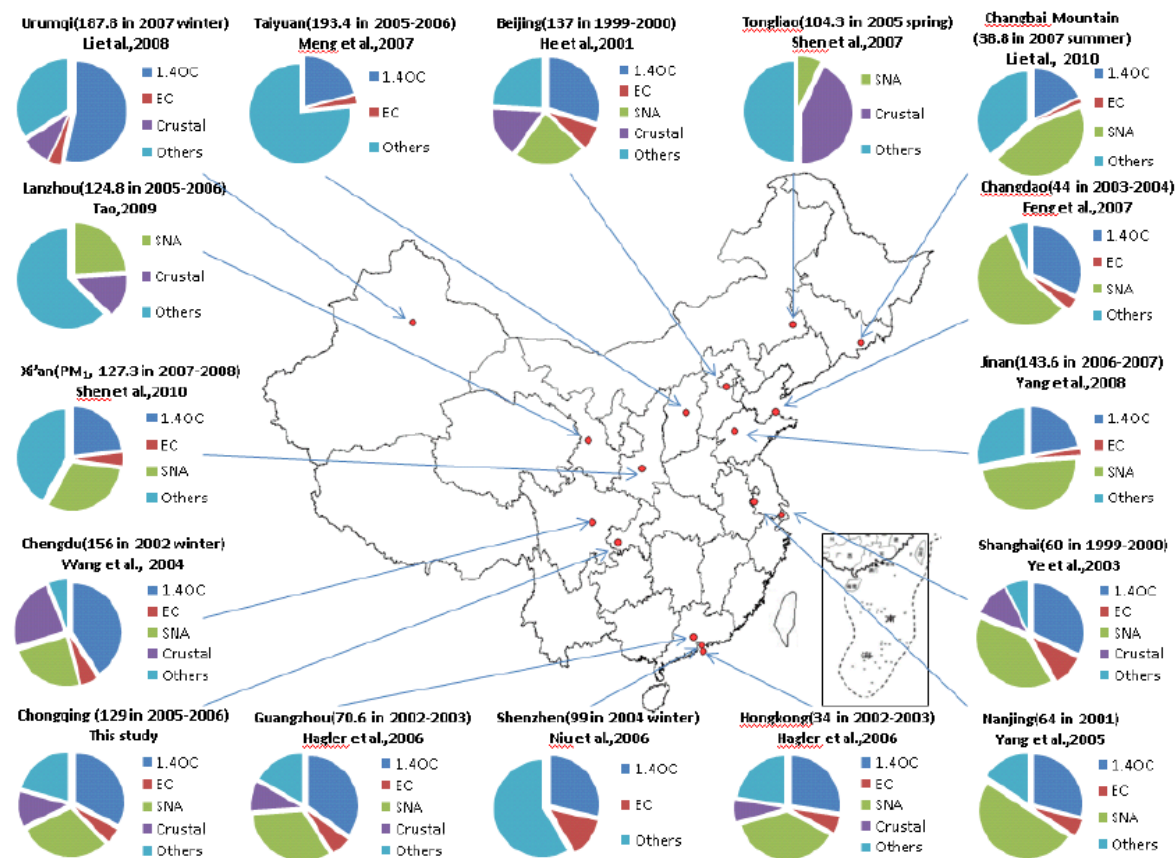 Urumqi(187.8 in 2007 winter)
Li et al.,2008
1.4OC
EC
Crustal
Others
Taiyuan(193.4 in 2005-2006)
Meng et al.,2007
1.4OC
EC
Others
Beijing(137 in 1999-2000)
He et al.,2001
1.4OC
EC
SNA
Crustal
Others
Tongliao(104.3 in 2005 spring)
Shen et al.,2007
SNA
Crustal
Others
Changbai Mountain
(38.8 in 2007 summer)
Li et al., 2010
1.4OC
EC
SNA
Others
Lanzhou(124.8 in 2005-2006)
Tao,2009
SNA
Crustal
Others
Changdao(44 in 2003-2004)
Feng et al.,2007
1.4OC
EC
SNA
Others
Xi'an(PM1, 127.3 in 2007-2008)
Shen et al.,2010
1.4OC
EC
SNA
Others
Jinan(143.6 in 2006-2007)
Yang et al.,2008
1.4OC
EC
SNA
Others
Chengdu(156 in 2002 winter)
Wang et al., 2004
1.4OC
EC
SNA
Crustal
Others
Shanghai(60 in 1999-2000)
Ye et al.,2003
1.4OC
EC
SNA
Crustal
Others
Chongqing (129 in 2005-2006)
This study
1.4OC
EC
SNA
Crustal
Others
Guangzhou(70.6 in 2002-2003)
Hagler et al.,2006
1.4OC
EC
SNA
Crustal
Others
Shenzhen(99 in 2004 winter)
Niu et al.,2006
1.4OC
EC
Others
Hongkong(34 in 2002-2003)
Hagler et al.,2006
1.4OC
EC
SNA
Crustal
Others
Nanjing(64 in 2001)
Yang et al.,2005
1.4OC
EC
SNA
Others